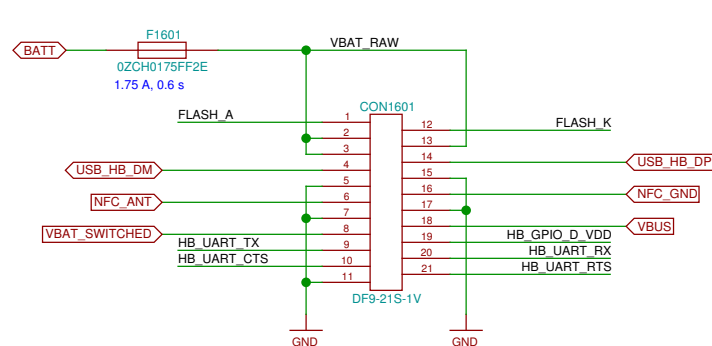 F1601
BATT
VBAT_RAW
0ZCH0175FF2E
1.75 A, 0.6 s
CON1601
FLASH_A
1
12
FLASH_K
2
13
3
14
USB_HB_DP
USB_HB_DM
4
15
5
16
NFC_GND
NFC_ANT
6
17
7
18
VBUS
VBAT_SWITCHED
8
19
HB_GPIO_D_VDD
HB_UART_TX
9
20
HB_UART_RX
HB_UART_CTS
10
21
HB_UART_RTS
11
DF9-21S-1V
GND
GND